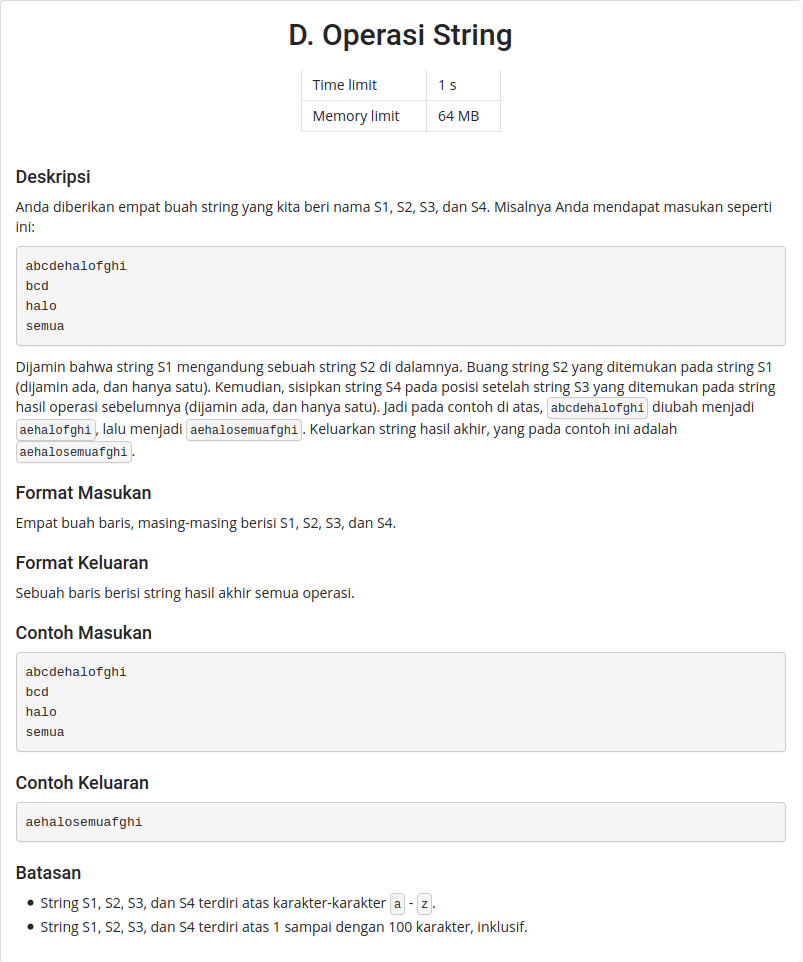 D. Operasi String
Time limit 1 s
Memory limit 64 MB
Deskripsi
Anda diberikan empat buah string yang kita beri nama S1, S2, S3, dan S4. Misalnya Anda mendapat masukan seperti
ini:
abcdehalofghi
bcd
halo
semua
Dijamin bahwa string S1 mengandung sebuah string S2 di dalamnya. Buang string S2 yang ditemukan pada string S1
(dijamin ada, dan hanya satu). Kemudian, sisipkan string S4 pada posisi setelah string S3 yang ditemukan pada string
hasil operasi sebelumnya (dijamin ada, dan hanya satu). Jadi pada contoh di atas, abcdehalofghi diubah menjadi
aehalofghi, lalu menjadi aehalosemuafghi. Keluarkan string hasil akhir, yang pada contoh ini adalah
aehalosemuafghi.
Format Masukan
Empat buah baris, masing-masing berisi S1, S2, S3, dan S4.
Format Keluaran
Sebuah baris berisi string hasil akhir semua operasi.
Contoh Masukan
abcdehalofghi
bcd
halo
semua
Contoh Keluaran
aehalosemuafghi
Batasan
• String S1, S2, S3, dan S4 terdiri atas karakter-karakter a - z.
• String S1, S2, S3, dan S4 terdiri atas 1 sampai dengan 100 karakter, inklusif.